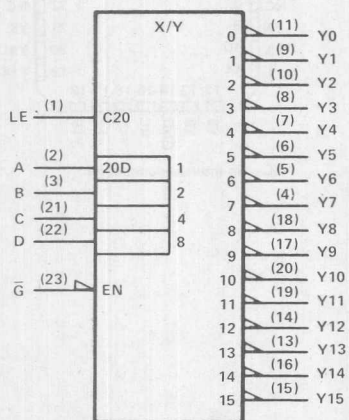 X/Y
0 (11) Y0
1 (9) Y1
2 (10) Y2
3 (8) Y3
LE (1) C20
4 (7) Y4
5 (6) Y5
A (2) 20D 1
6 (5) Y6
B (3) 2
7 (4) Y7
C (21) 4
8 (18) Y8
D (22) 8
9 (17) Y9
10 (20) Y10
G̅ (23) EN
11 (19) Y11
12 (14) Y12
13 (13) Y13
14 (16) Y14
15 (15) Y15